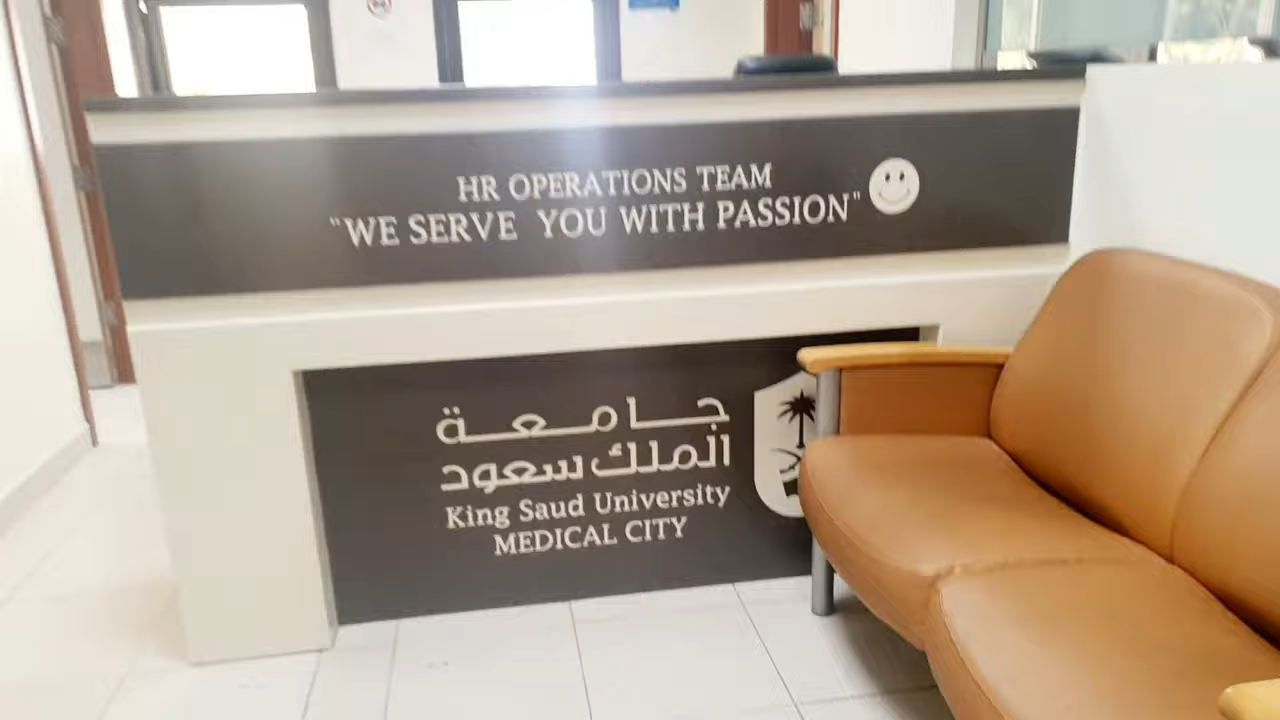 HR OPERATIONS TEAM
"WE SERVE YOU WITH PASSION"
جامعة
الملك سعود
King Saud University
MEDICAL CITY